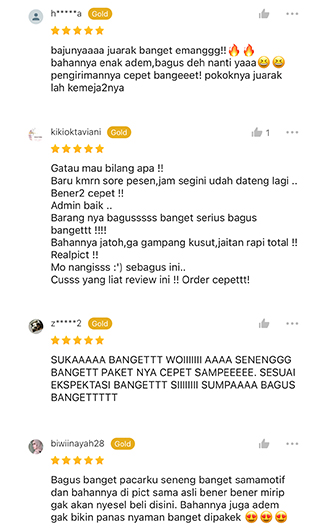 h*****a Gold
bajunyaaaa juarak banget emanggg!!🔥🔥
bahannya enak adem,bagus deh nanti yaaa😆😆
pengirimannya cepet bangeeet! pokoknya juarak
lah kemeja2nya
kikioktaviani Gold 1
Gatau mau bilang apa !!
Baru kmrn sore pesen,jam segini udah dateng lagi ..
Bener2 cepet !!
Admin baik ..
Barang nya bagusssss banget serius bagus
bangettt !!!!
Bahannya jatoh,ga gampang kusut,jaitan rapi total !!
Realpict !!
Mo nangisss :') sebagus ini..
Cusss yang liat review ini !! Order cepettt!
z*****2 Gold
SUKAAAAA BANGETTT WOIIIIIII AAAA SENENGGG
BANGETT PAKET NYA CEPET SAMPEEEEE. SESUAI
EKSPEKTASI BANGETTT SIIIIIIII SUMPAAAA BAGUS
BANGETTTTT
biwiinayah28 Gold
Bagus banget pacarku seneng banget samamotif
dan bahannya di pict sama asli bener bener mirip
gak akan nyesel beli disini. Bahannya juga adem
gak bikin panas nyaman banget dipakek 😍😍😍